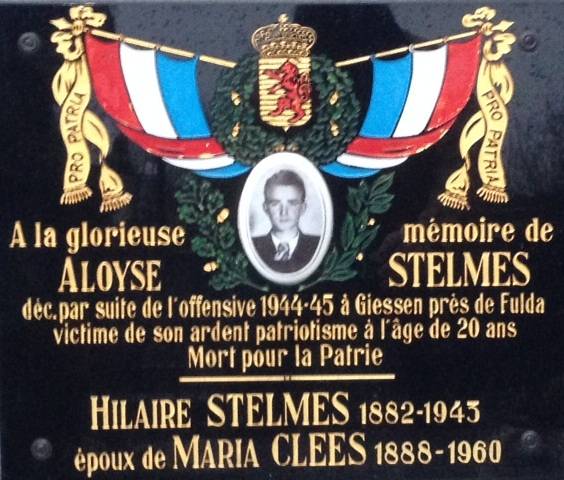 PRO PATRIA
PRO PATRIA
A la glorieuse mémoire de
ALOYSE STELMES
déc. par suite de l'offensive 1944-45 à Giessen près de Fulda
victime de son ardent patriotisme à l'âge de 20 ans
Mort pour la Patrie
HILAIRE STELMES 1882-1943
époux de MARIA CLEES 1888-1960